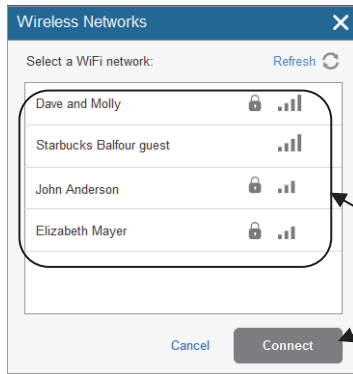 Wireless Networks
Select a WiFi network: Refresh
Dave and Molly
Starbucks Balfour guest
John Anderson
Elizabeth Mayer
Cancel Connect